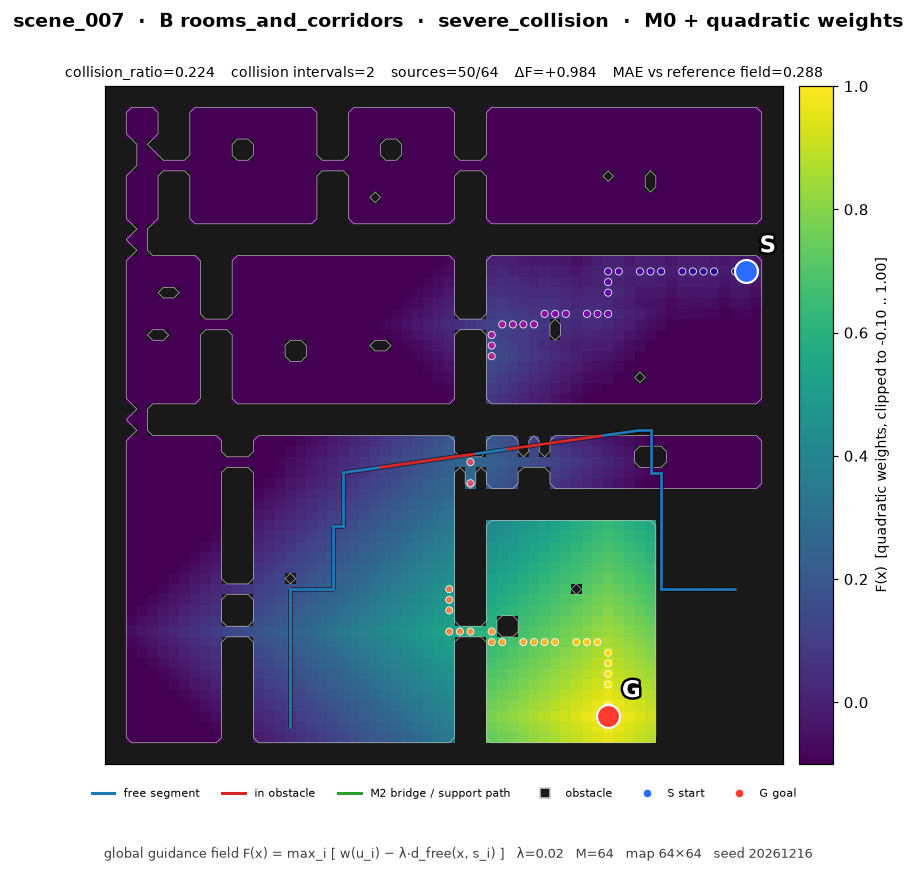 scene_007 · B rooms_and_corridors · severe_collision · M0 + quadratic weights
collision_ratio=0.224 collision intervals=2 sources=50/64 ΔF=+0.984 MAE vs reference field=0.288
S
G
1.0
0.8
0.6
0.4
0.2
0.0
F(x) [quadratic weights, clipped to -0.10 .. 1.00]
free segment
in obstacle
M2 bridge / support path
obstacle
S start
G goal
global guidance field F(x) = max_i [ w(u_i) − λ·d_free(x, s_i) ] λ=0.02 M=64 map 64×64 seed 20261216